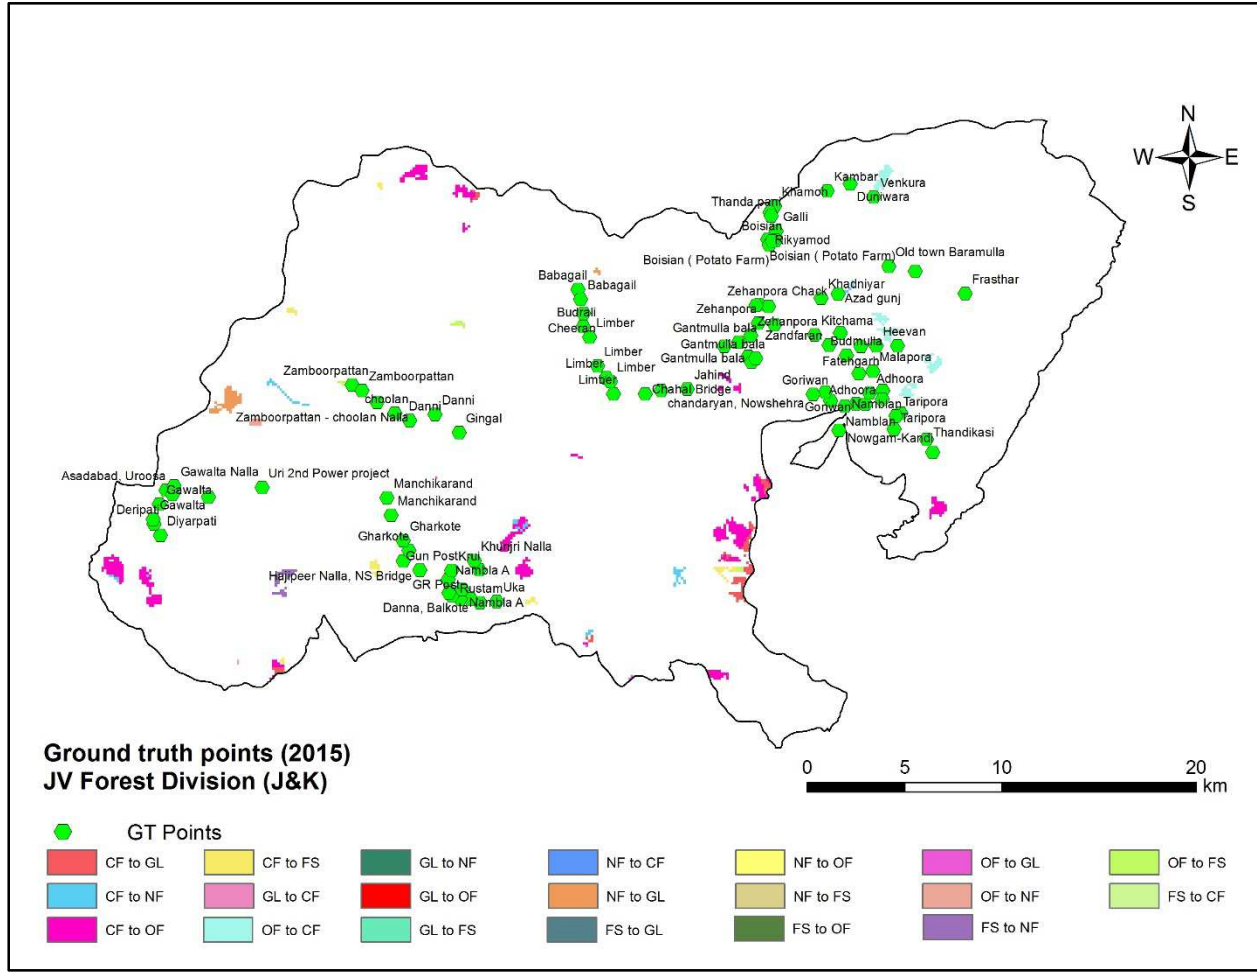 N
W E
S
Kambar
Venkura
Khamoh
Duniwara
Thanda pani
Galli
Boisian
Rikyamod
Boisian ( Potato Farm)
Boisian ( Potato Farm)
Old town Baramulla
Frasthar
Babagail
Babagail
Budrali
Limber
Cheeran
Zehanpora Chack
Khadniyar
Azad gunj
Zehanpora
Zehanpora
Kitchama
Gantmulla bala
Zandfaran
Heevan
Gantmulla bala
Budmulla
Gantmulla bala
Fatengarh
Malapora
Limber
Limber
Limber
Limber
Jahind
Chahal Bridge
Goriwan
Adhoora
Adhoora
chandaryan, Nowshehra
Goriwan
Namblan
Taripora
Namblan
Taripora
Nowgam-Kandi
Thandikasi
Zamboorpattan
Zamboorpattan
choolan
Danni
Danni
Zamboorpattan - choolan Nalla
Gingal
Asadabad, Uroosa
Gawalta Nalla
Uri 2nd Power project
Gawalta
Gawalta
Deripati
Diyarpati
Manchikarand
Manchikarand
Gharkote
Gharkote
Khunjri Nalla
Gun Post
Krui
Hajipeer Nalla, NS Bridge
Nambla A
GR Post
Rustam
Uka
Danna, Balkote
Nambla A
Ground truth points (2015)
JV Forest Division (J&K)
0 5 10 20
km
GT Points
CF to GL CF to FS GL to NF NF to CF NF to OF OF to GL OF to FS
CF to NF GL to CF GL to OF NF to GL NF to FS OF to NF FS to CF
CF to OF OF to CF GL to FS FS to GL FS to OF FS to NF